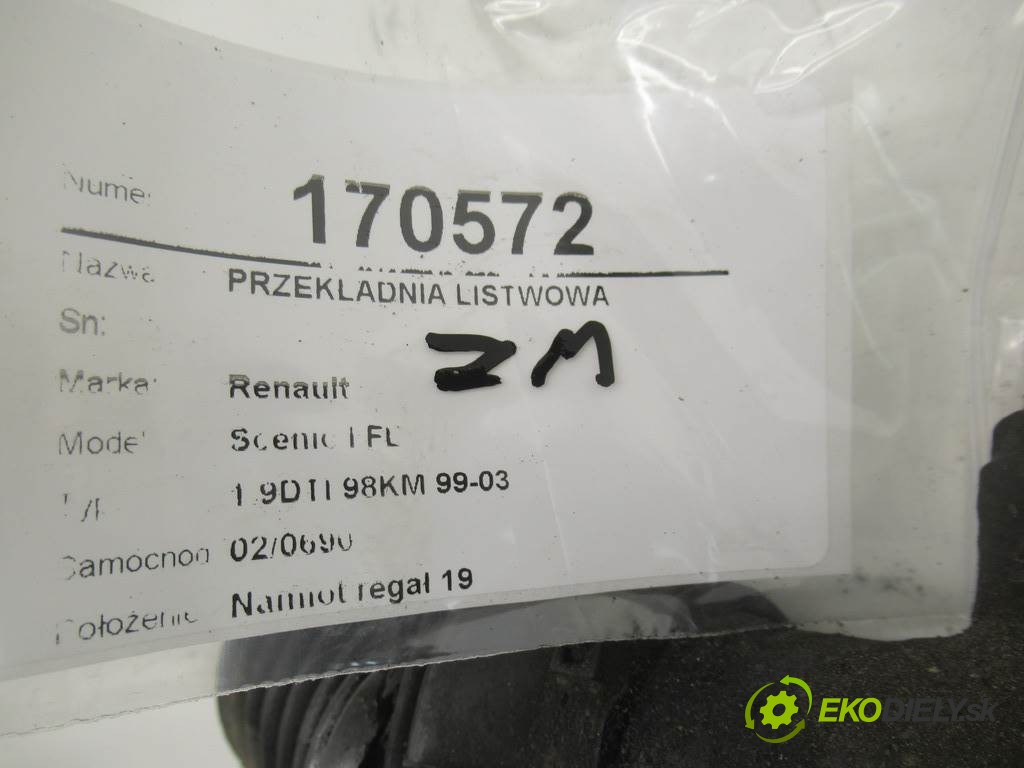 Nume: 170572
Nazwa PRZEKLADNIA LISTWOWA
Sn: ZM
Marka: Renault
Model Scenic I FL
1.9DTI 98KM 99-03
Samochod 02/0690
Położenie Namiot regał 19
EKODIELY.sk